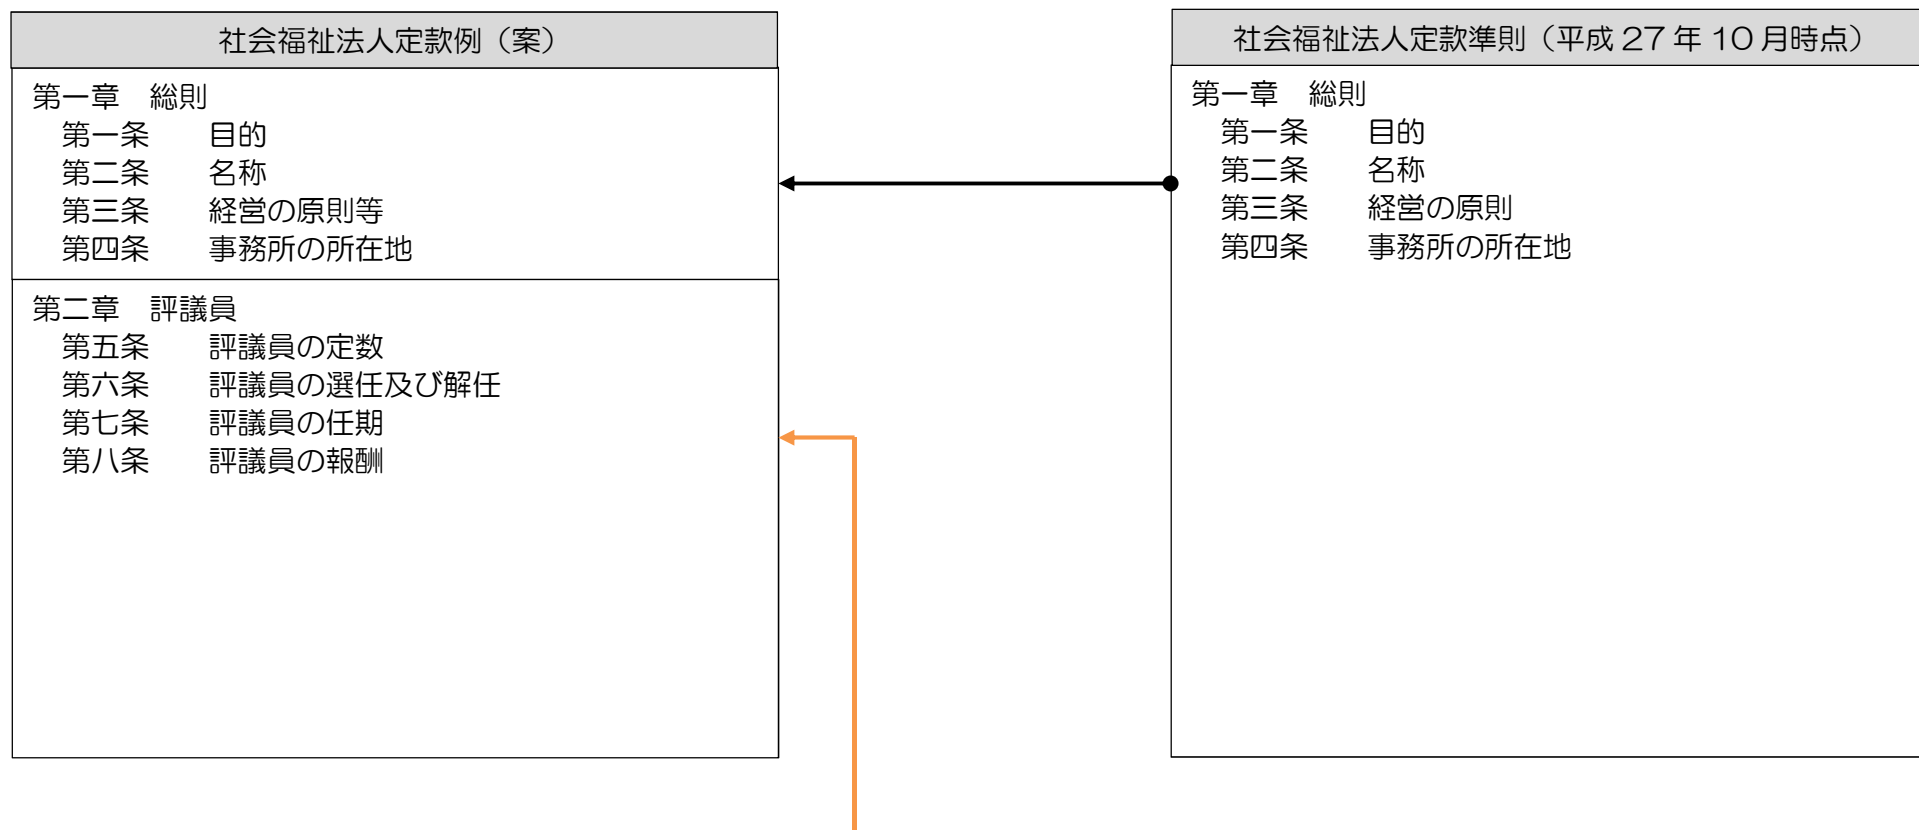 社会福祉法人定款例(案)
第一章 総則
第一条 目的
第二条 名称
第三条 経営の原則等
第四条 事務所の所在地
第二章 評議員
第五条 評議員の定数
第六条 評議員の選任及び解任
第七条 評議員の任期
第八条 評議員の報酬
社会福祉法人定款準則(平成 27 年 10 月時点)
第一章 総則
第一条 目的
第二条 名称
第三条 経営の原則
第四条 事務所の所在地